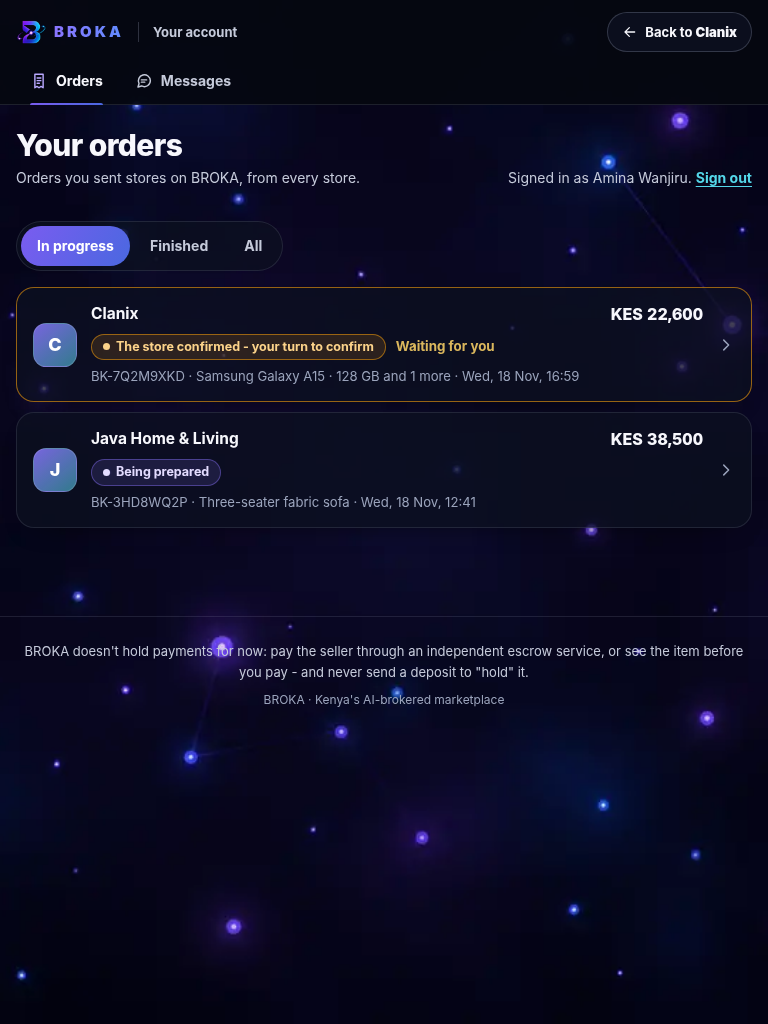 BROKA
Your account
Back to Clanix
Orders
Messages
Your orders
Orders you sent stores on BROKA, from every store.
Signed in as Amina Wanjiru. Sign out
In progress
Finished
All
C
Clanix
KES 22,600
The store confirmed - your turn to confirm
Waiting for you
BK-7Q2M9XKD · Samsung Galaxy A15 · 128 GB and 1 more · Wed, 18 Nov, 16:59
J
Java Home & Living
KES 38,500
Being prepared
BK-3HD8WQ2P · Three-seater fabric sofa · Wed, 18 Nov, 12:41
BROKA doesn't hold payments for now: pay the seller through an independent escrow service, or see the item before
you pay - and never send a deposit to "hold" it.
BROKA · Kenya's AI-brokered marketplace